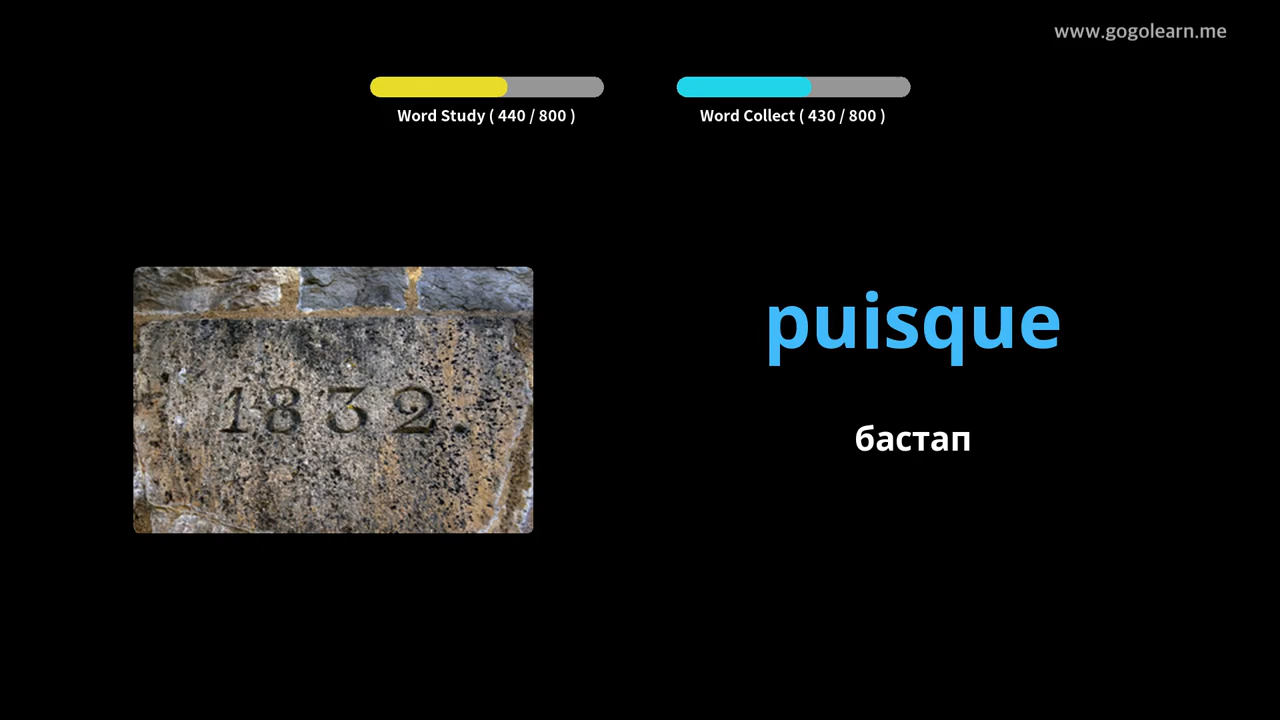 www.gogolearn.me
Word Study ( 440 / 800 )
Word Collect ( 430 / 800 )
1832.
puisque
бастап